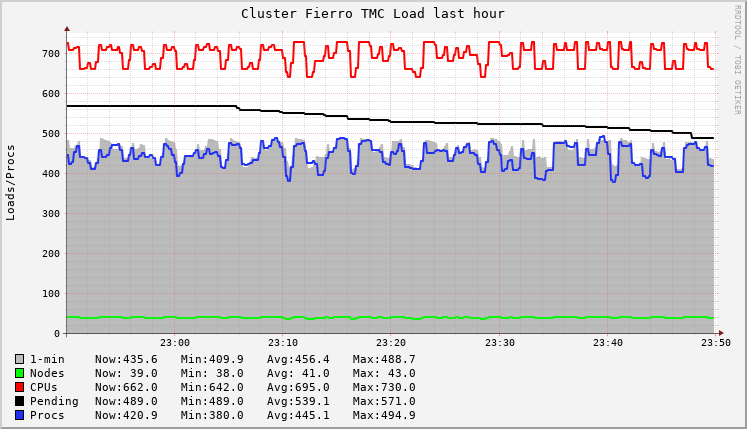 Cluster Fierro TMC Load last hour
RRDTOOL / TOBI OETIKER
Loads/Procs
700
600
500
400
300
200
100
0
23:00 23:10 23:20 23:30 23:40 23:50
1-min Now:435.6 Min:409.9 Avg:456.4 Max:488.7
Nodes Now: 39.0 Min: 38.0 Avg: 41.0 Max: 43.0
CPUs Now:662.0 Min:642.0 Avg:695.0 Max:730.0
Pending Now:489.0 Min:489.0 Avg:539.1 Max:571.0
Procs Now:420.9 Min:380.0 Avg:445.1 Max:494.9